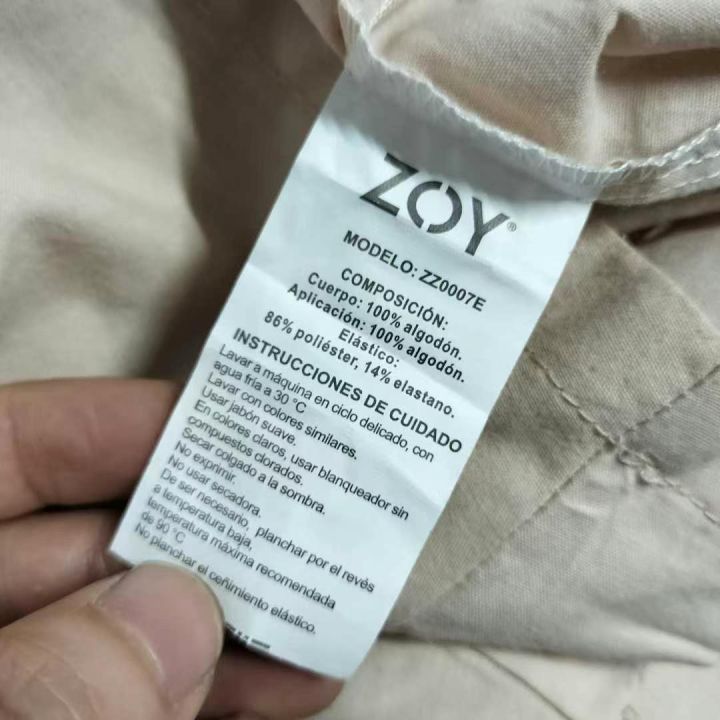 ZOY®
MODELO: ZZ0007E
COMPOSICIÓN:
Cuerpo: 100% algodón.
Aplicación: 100% algodón.
Elástico:
86% poliéster, 14% elastano.
INSTRUCCIONES DE CUIDADO
Lavar a máquina en ciclo delicado, con
agua fría a 30 °C
Lavar con colores similares.
Usar jabón suave.
En colores claros, usar blanqueador sin
compuestos clorados.
Secar colgado a la sombra.
No exprimir.
No usar secadora.
De ser necesario, planchar por el revés
a temperatura baja,
temperatura máxima recomendada
de 90 °C
No planchar el ceñimiento elástico.